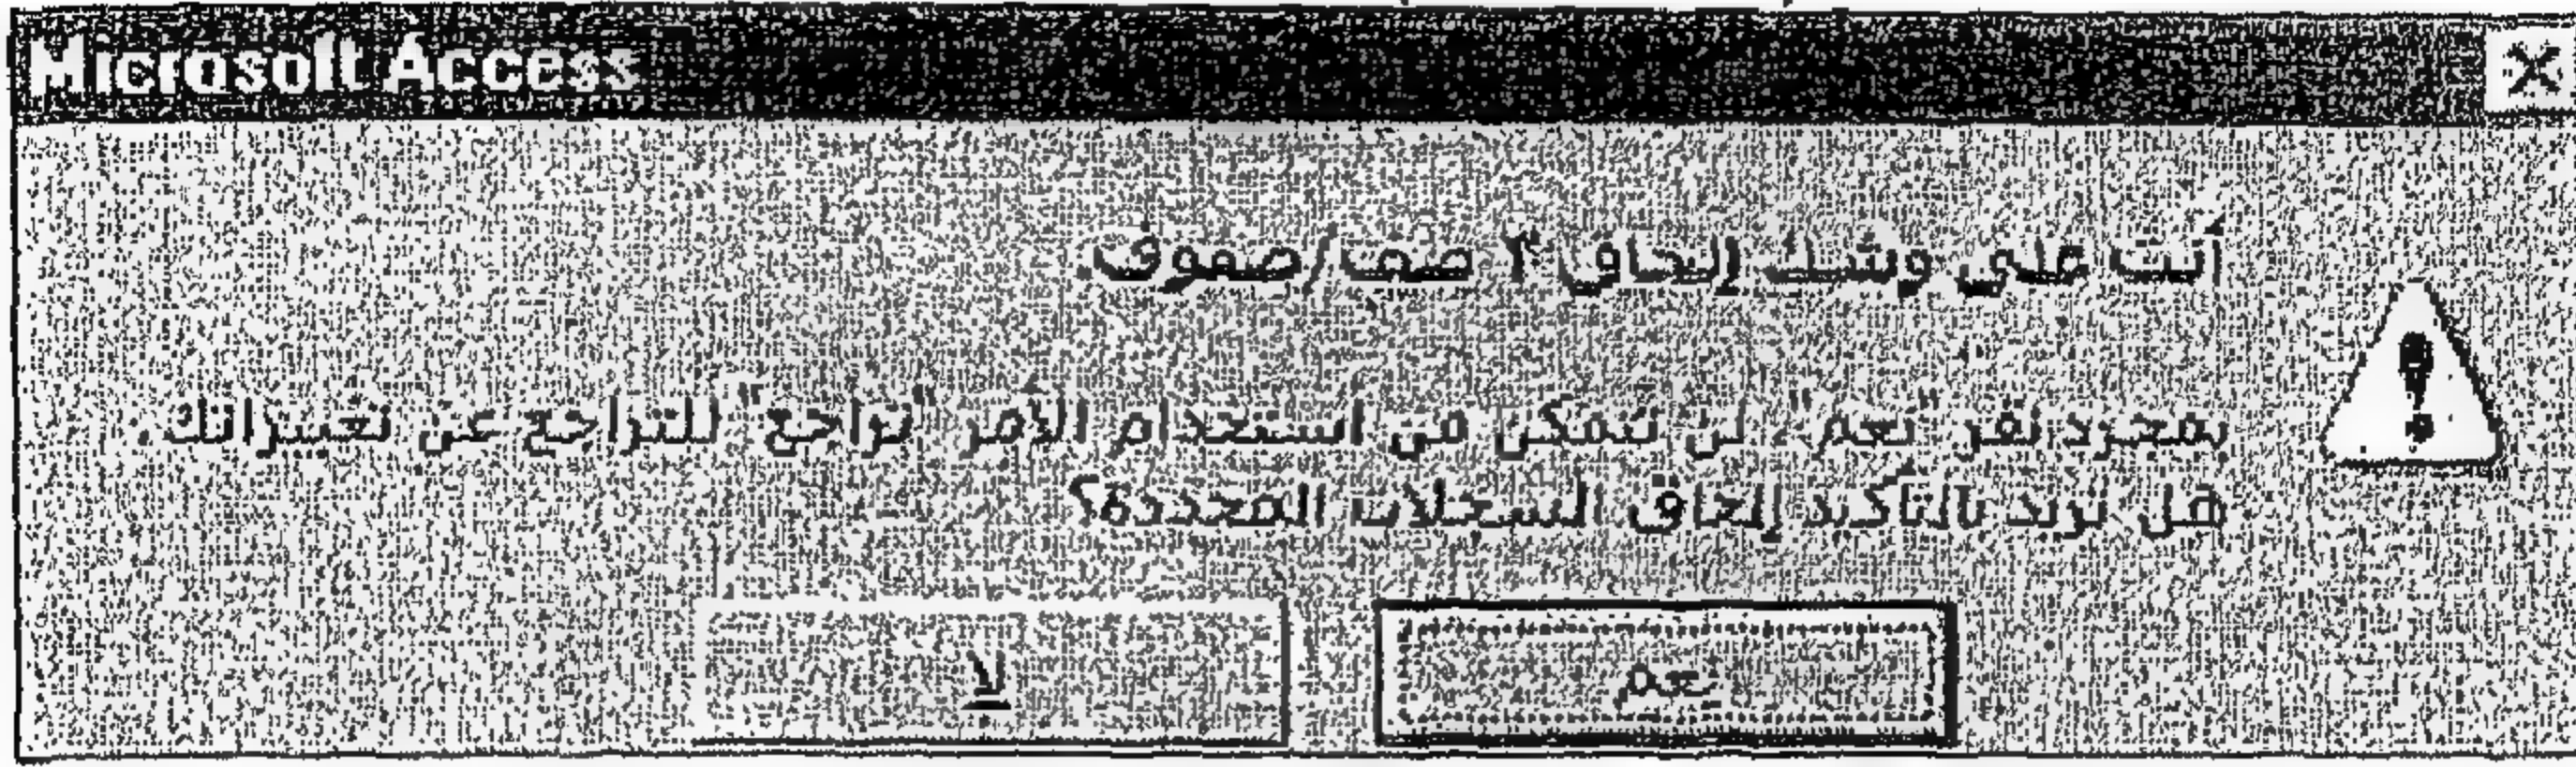 Microsoft Access
أنت على وشك إلحاق ٢ صف/صفوف.
بمجرد نقر "نعم"، لن تتمكن من استخدام الأمر "تراجع" للتراجع عن تغييراتك.
هل تريد بالتأكيد إلحاق السجلات المحددة؟
نعم
لا